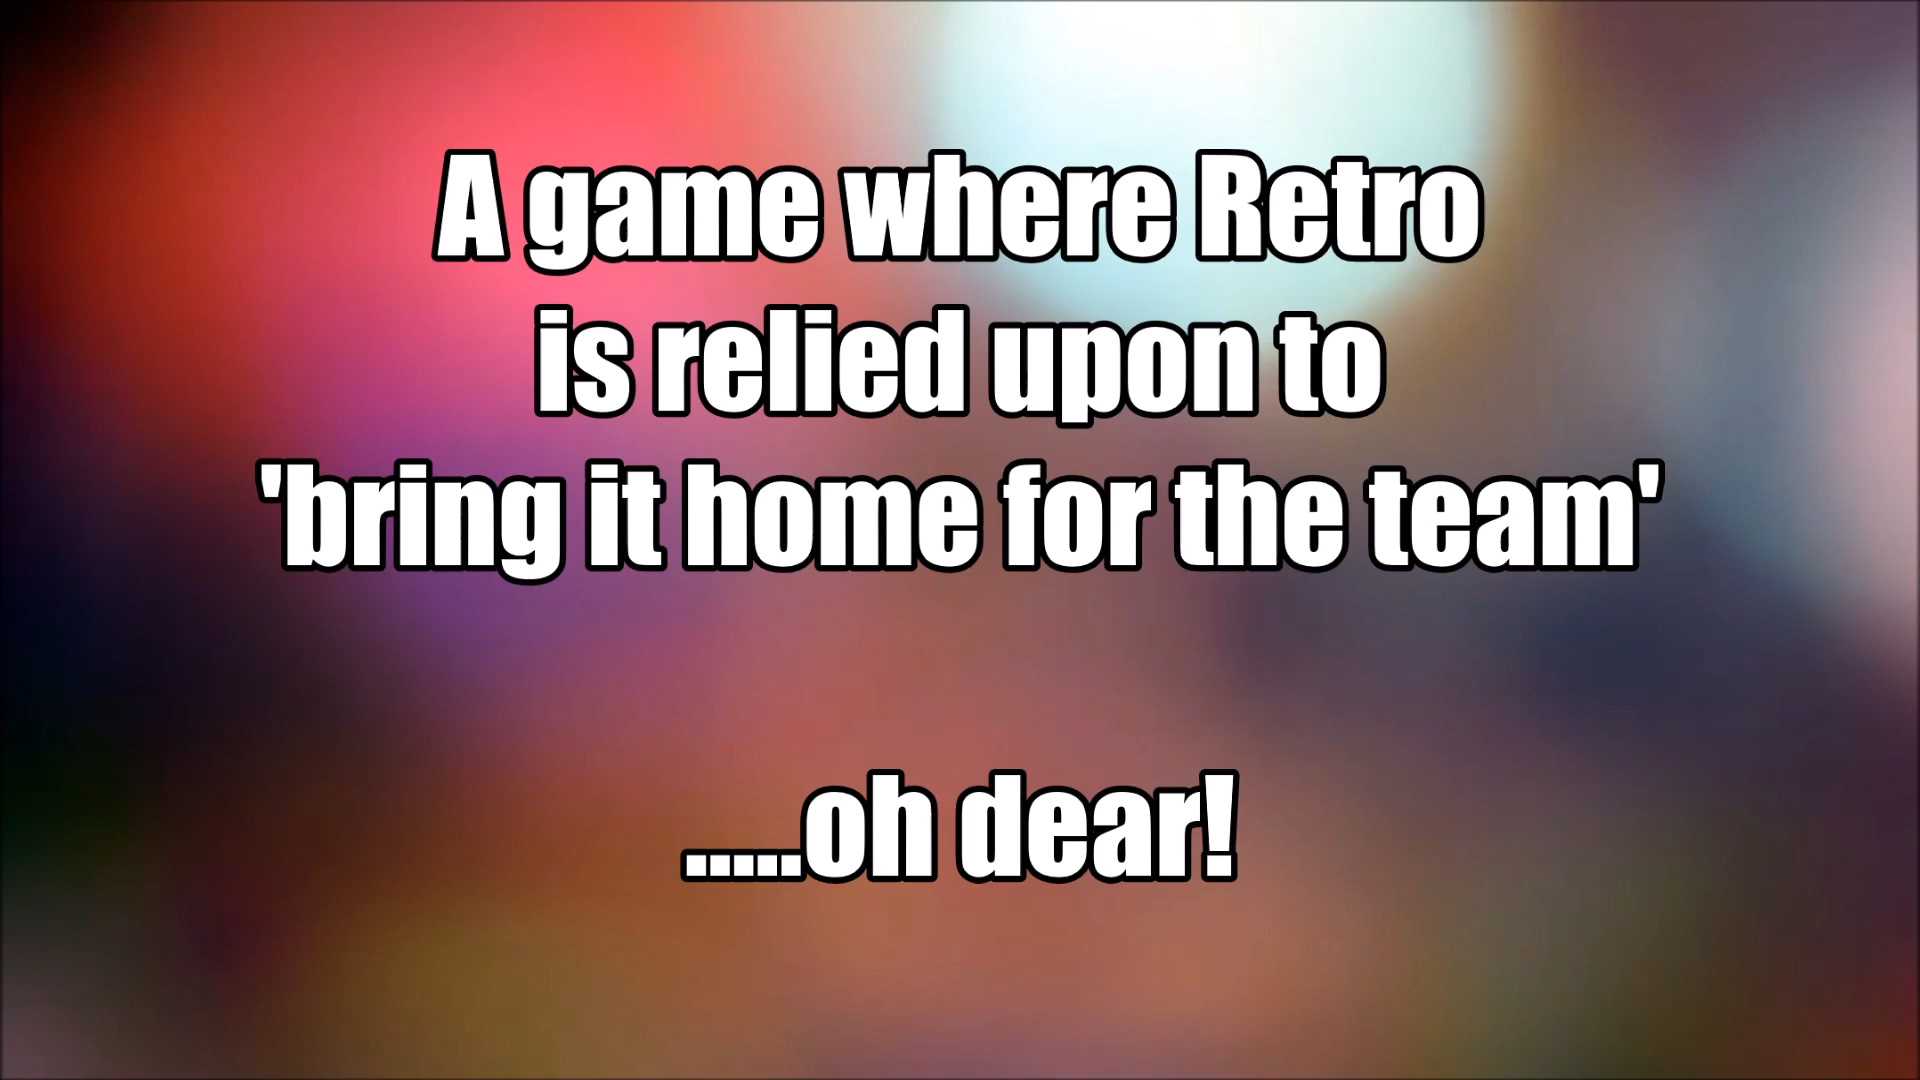 A game where Retro
is relied upon to
'bring it home for the team'
.....oh dear!